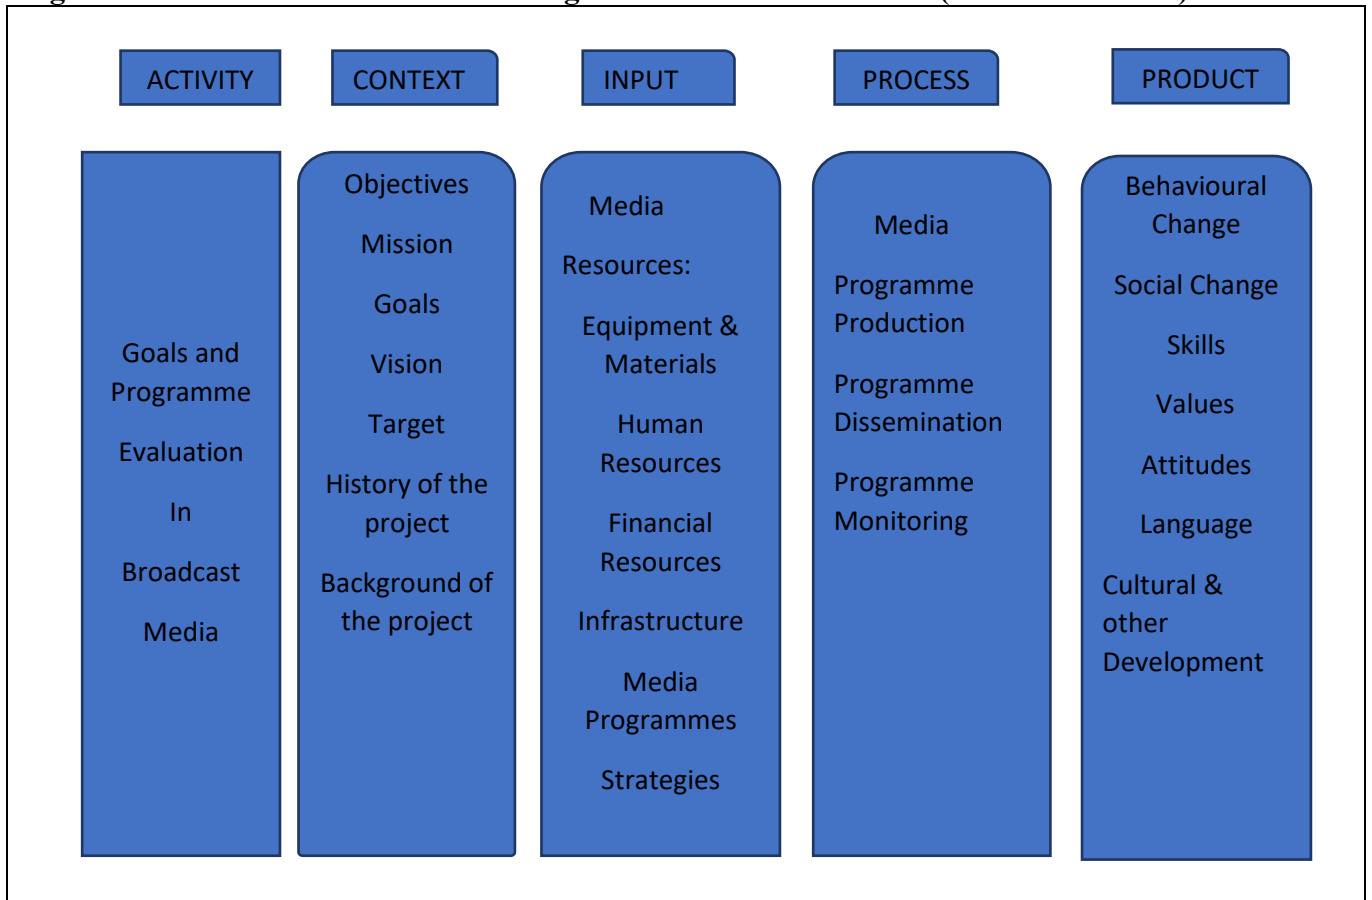 ACTIVITY
CONTEXT
INPUT
PROCESS
PRODUCT
Goals and
Programme
Evaluation
In
Broadcast
Media
Objectives
Mission
Goals
Vision
Target
History of the
project
Background of
the project
Media
Resources:
Equipment &
Materials
Human
Resources
Financial
Resources
Infrastructure
Media
Programmes
Strategies
Media
Programme
Production
Programme
Dissemination
Programme
Monitoring
Behavioural
Change
Social Change
Skills
Values
Attitudes
Language
Cultural &
other
Development